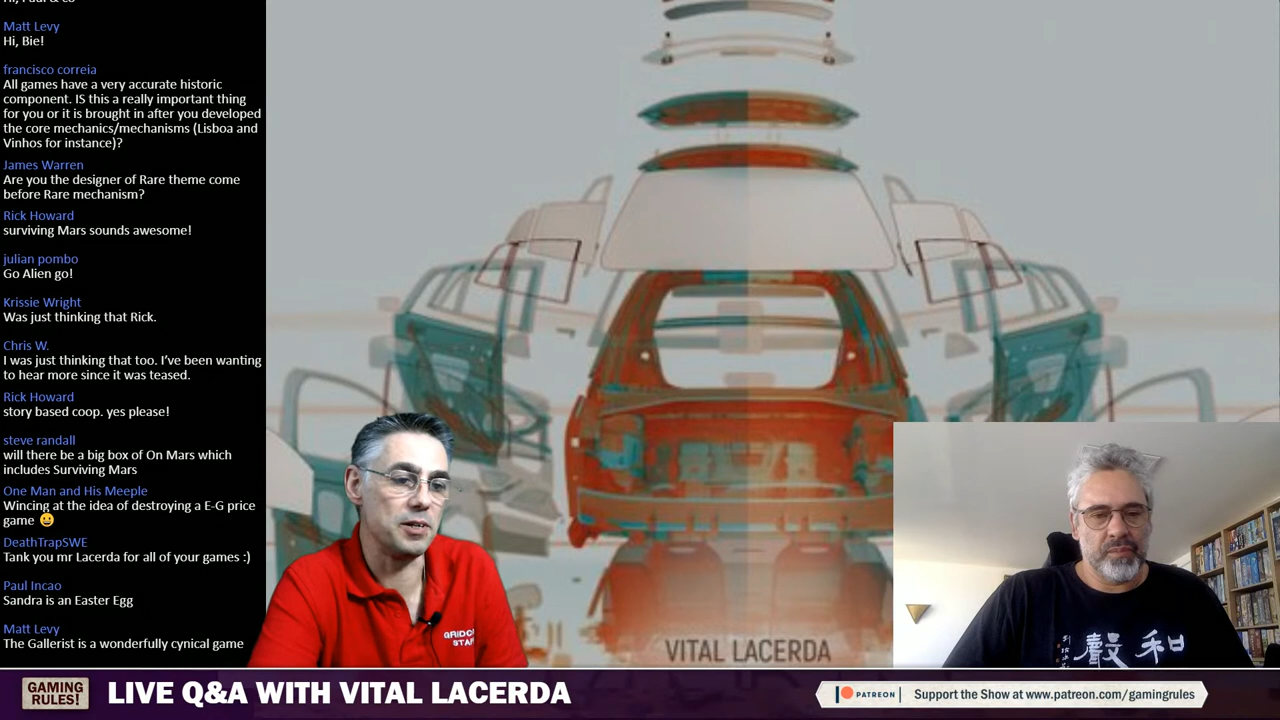 Hi, Paul & co
Matt Levy
Hi, Bie!
francisco correia
All games have a very accurate historic
component. IS this a really important thing
for you or it is brought in after you developed
the core mechanics/mechanisms (Lisboa and
Vinhos for instance)?
James Warren
Are you the designer of Rare theme come
before Rare mechanism?
Rick Howard
surviving Mars sounds awesome!
julian pombo
Go Alien go!
Krissie Wright
Was just thinking that Rick.
Chris W.
I was just thinking that too. I've been wanting
to hear more since it was teased.
Rick Howard
story based coop. yes please!
steve randall
will there be a big box of On Mars which
includes Surviving Mars
One Man and His Meeple
Wincing at the idea of destroying a E-G price
game 😀
DeathTrapSWE
Tank you mr Lacerda for all of your games :)
Paul Incao
Sandra is an Easter Egg
Matt Levy
The Gallerist is a wonderfully cynical game
VITAL LACERDA
聲和
GAMING
RULES!
LIVE Q&A WITH VITAL LACERDA
PATREON
Support the Show at www.patreon.com/gamingrules